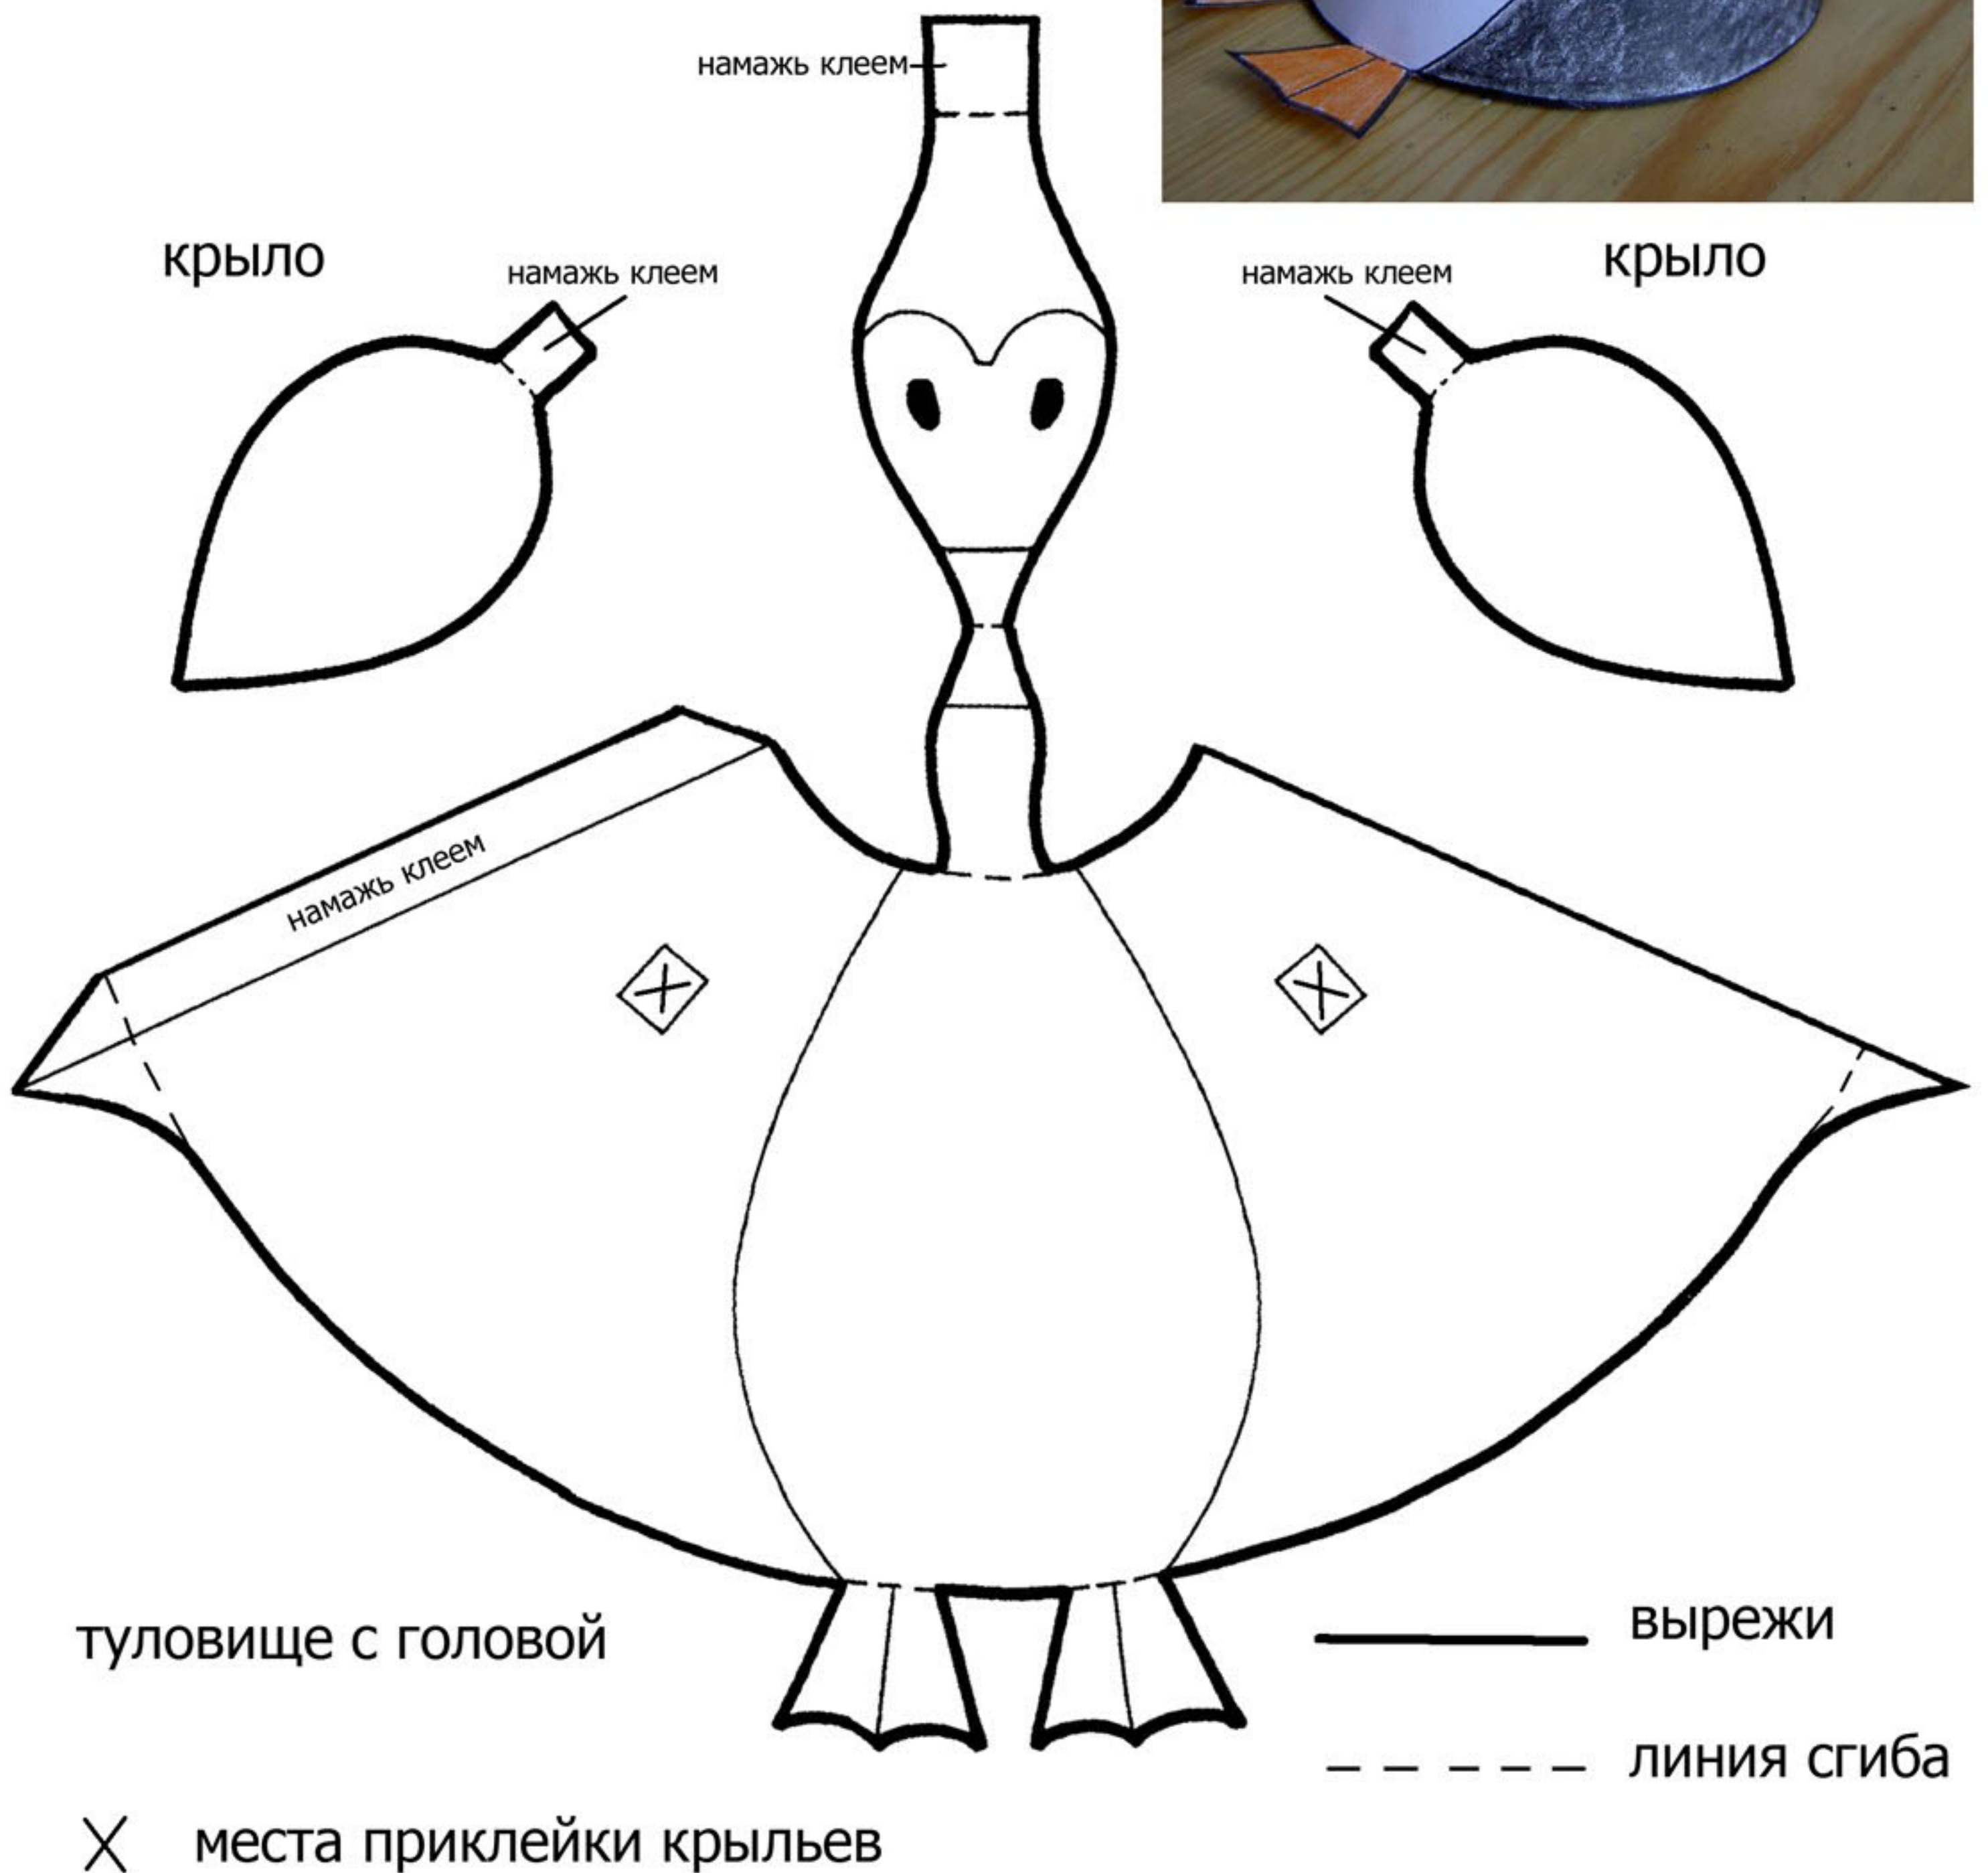 намажь клеем
крыло
намажь клеем
намажь клеем
крыло
намажь клеем
туловище с головой
вырежи
линия сгиба
X места приклейки крыльев